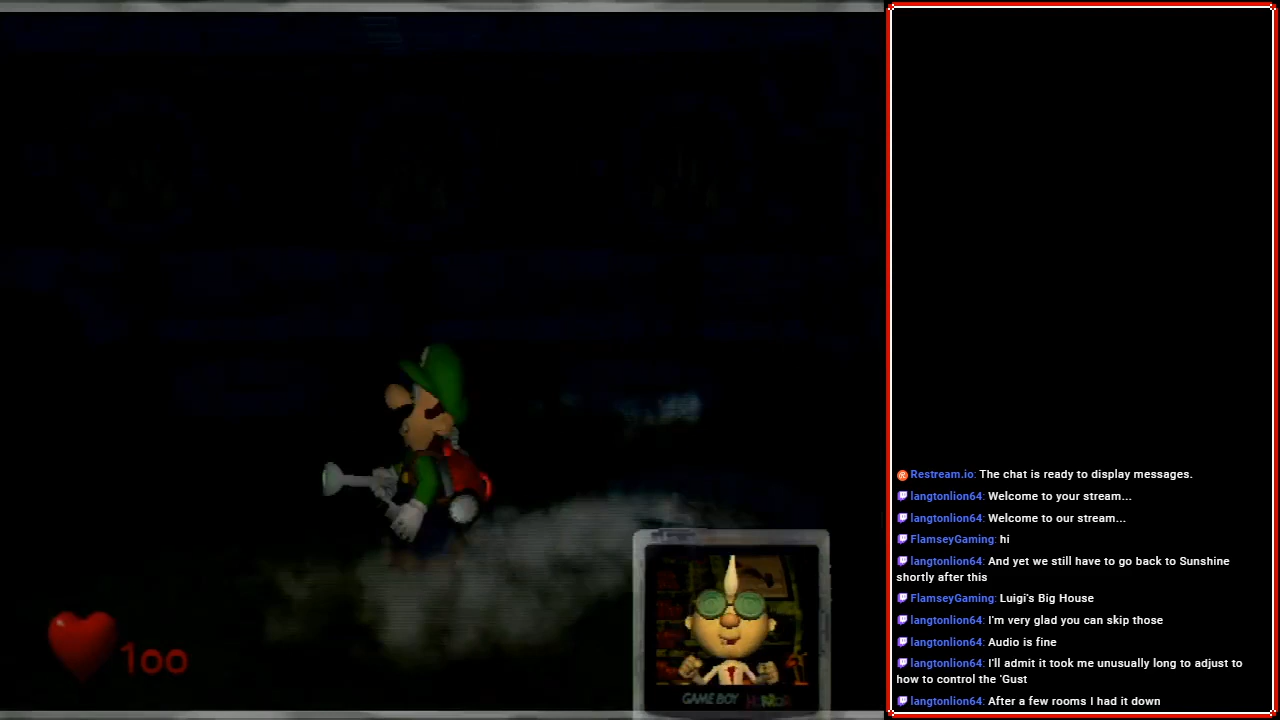 Restream.io: The chat is ready to display messages.
langtonlion64: Welcome to your stream...
langtonlion64: Welcome to our stream...
FlamseyGaming: hi
langtonlion64: And yet we still have to go back to Sunshine
shortly after this
FlamseyGaming: Luigi's Big House
langtonlion64: I'm very glad you can skip those
langtonlion64: Audio is fine
langtonlion64: I'll admit it took me unusually long to adjust to
how to control the 'Gust
langtonlion64: After a few rooms I had it down
100
GAME BOY HORROR